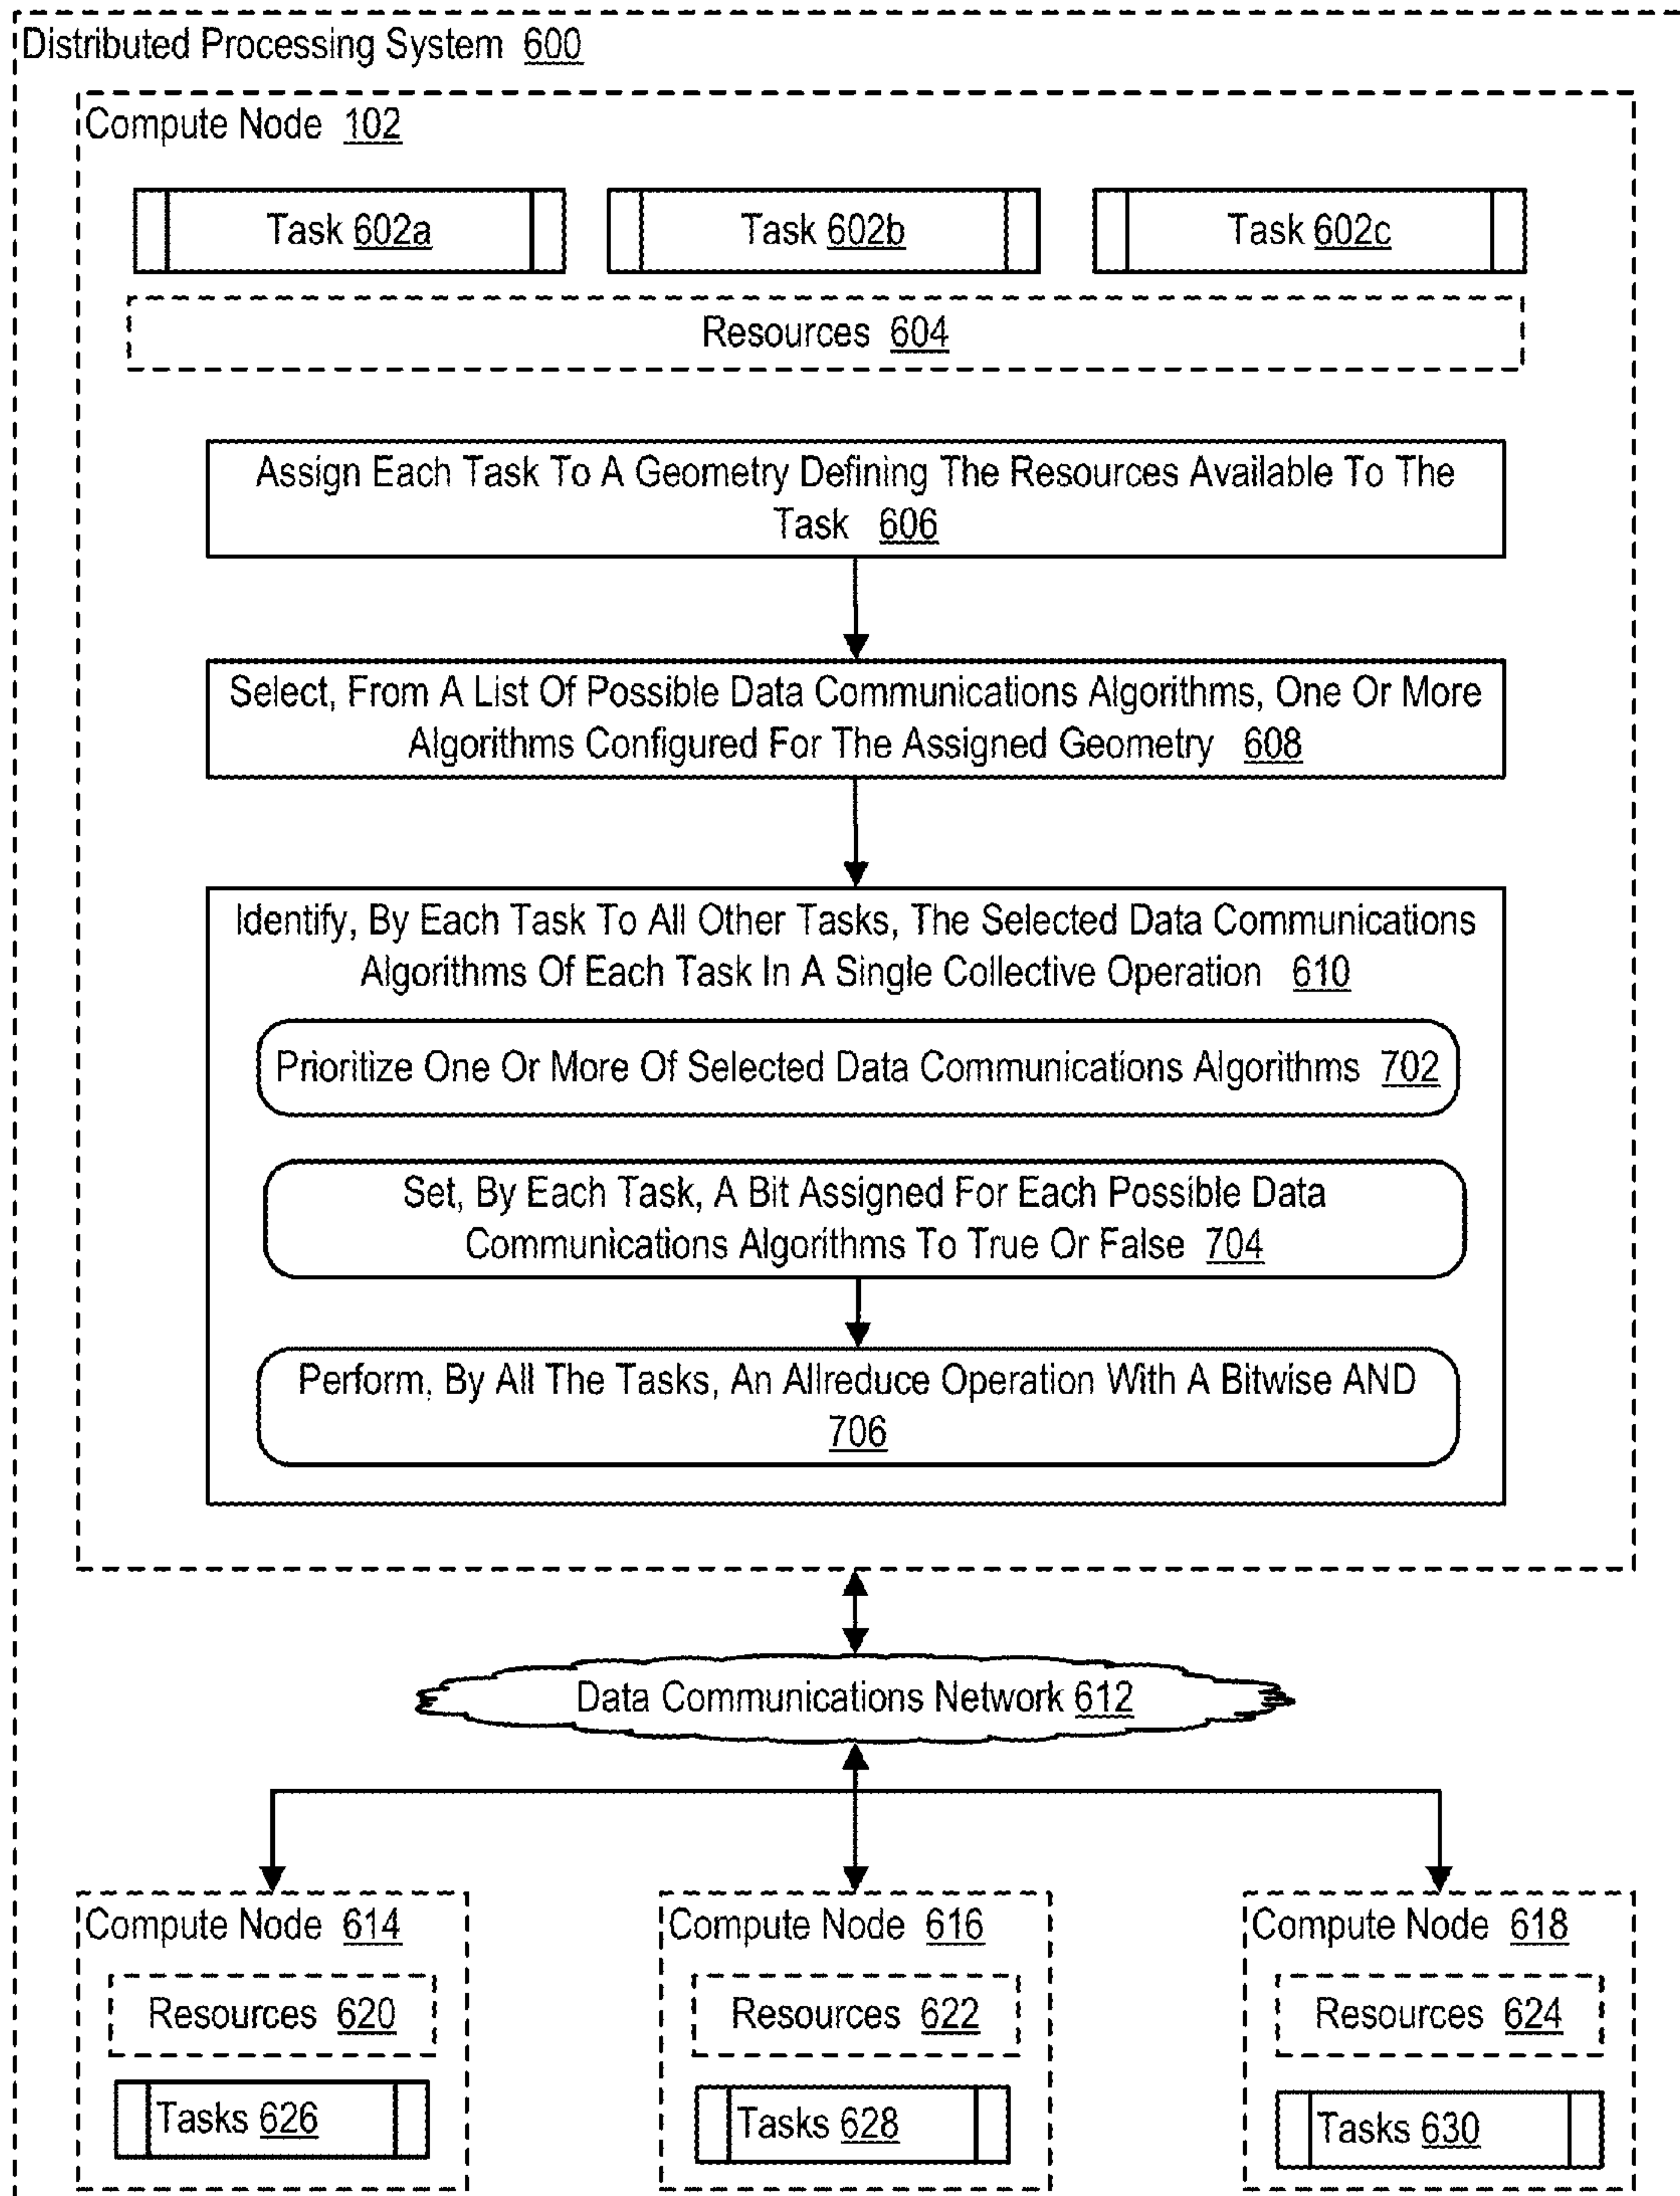 Distributed Processing System 600
Compute Node 102
Task 602a
Task 602b
Task 602c
Resources 604
Assign Each Task To A Geometry Defining The Resources Available To The
Task 606
Select, From A List Of Possible Data Communications Algorithms, One Or More
Algorithms Configured For The Assigned Geometry 608
Identify, By Each Task To All Other Tasks, The Selected Data Communications
Algorithms Of Each Task In A Single Collective Operation 610
Prioritize One Or More Of Selected Data Communications Algorithms 702
Set, By Each Task, A Bit Assigned For Each Possible Data
Communications Algorithms To True Or False 704
Perform, By All The Tasks, An Allreduce Operation With A Bitwise AND
706
Data Communications Network 612
Compute Node 614
Resources 620
Tasks 626
Compute Node 616
Resources 622
Tasks 628
Compute Node 618
Resources 624
Tasks 630